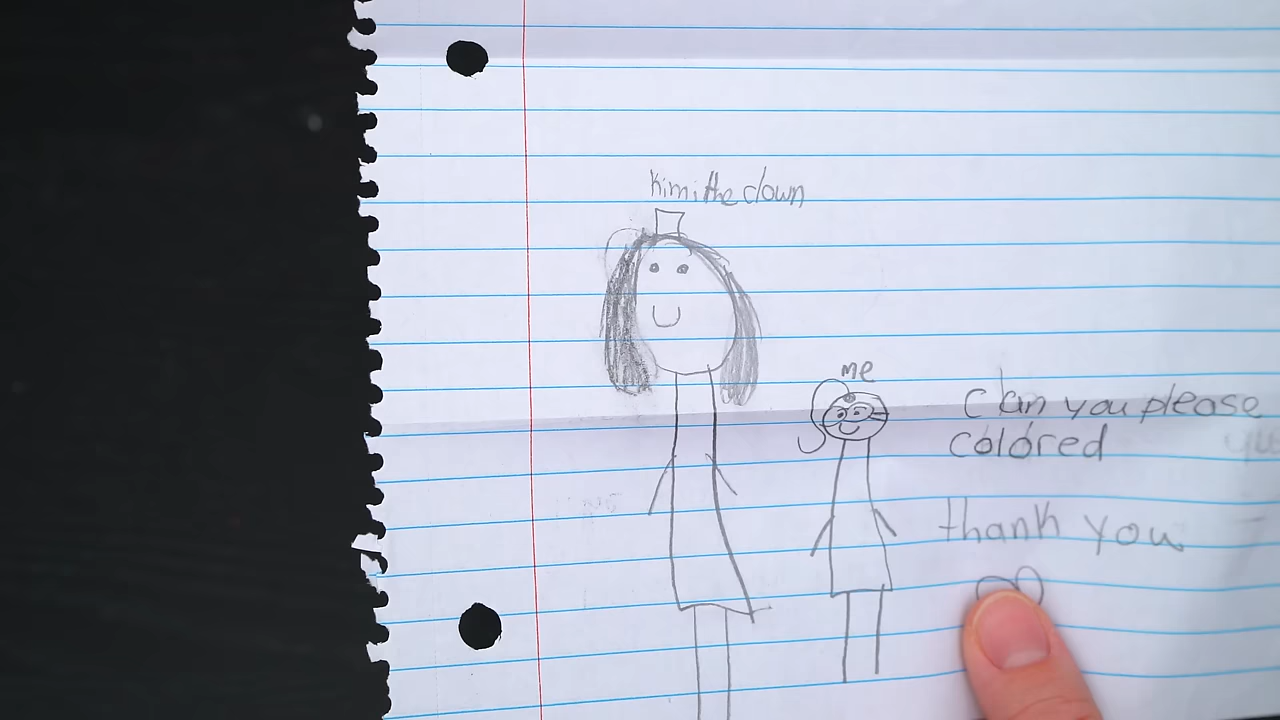 Kimi the clown
me
Can you please
colored
thank you